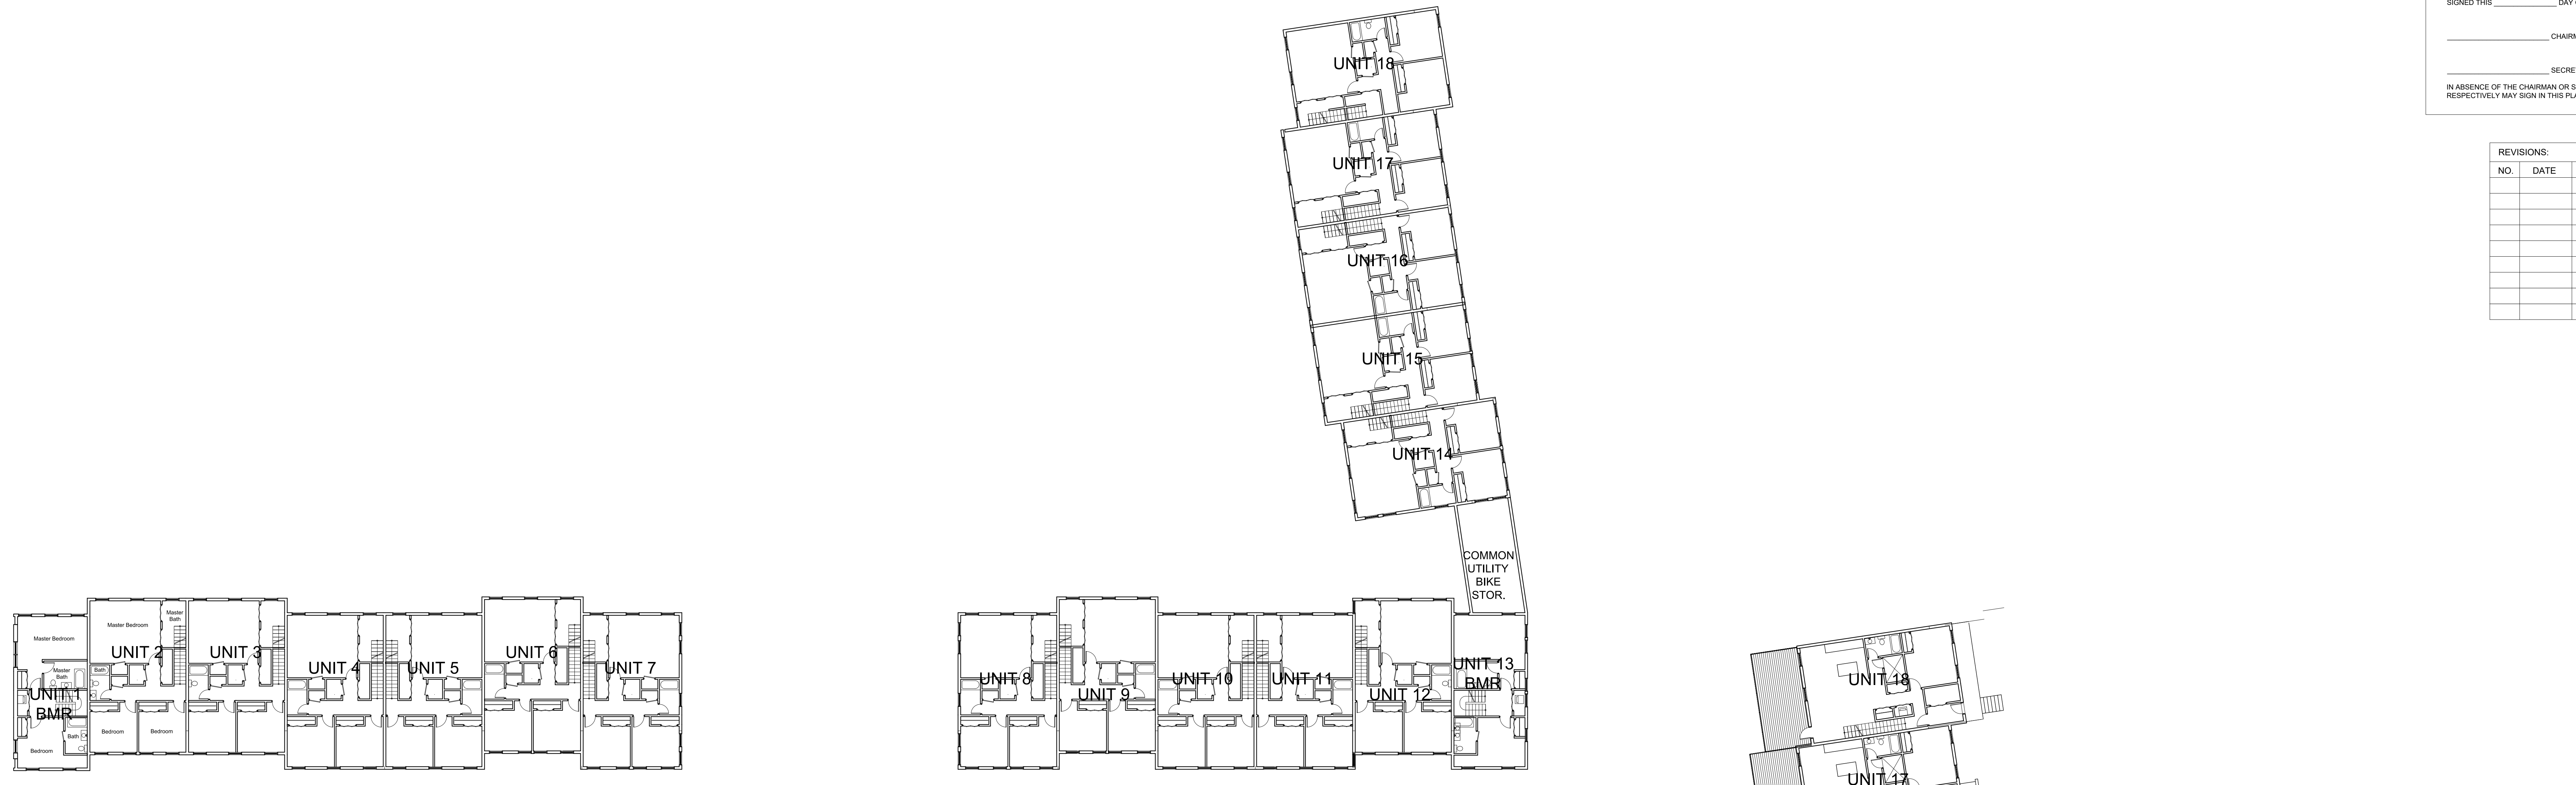 SIGNED THIS ________________ DAY
CHAIRM
SECRE
IN ABSENCE OF THE CHAIRMAN OR S
RESPECTIVELY MAY SIGN IN THIS PLA
REVISIONS:
NO. DATE
UNIT 18
UNIT 17
UNIT 16
UNIT 15
UNIT 14
COMMON
UTILITY
BIKE
STOR.
Master Bedroom
Master
Bath
UNIT 1
BMR
Bath
Bedroom
Master Bedroom
Master
Bath
UNIT 2
Bath
Bedroom
Bedroom
UNIT 3
UNIT 4
UNIT 5
UNIT 6
UNIT 7
UNIT 8
UNIT 9
UNIT 10
UNIT 11
UNIT 12
UNIT 13
BMR
UNIT 18
UNIT 17